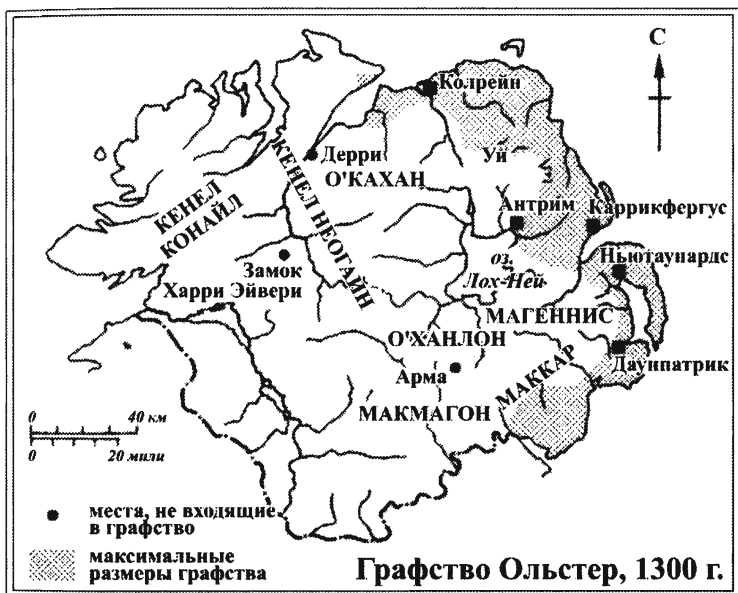 С
Колрейн
Дерри
Уй
О'КАХАН
КЕНЕЛ НЕОГАЙН
КЕНЕЛ
КОНАЙЛ
Антрим
Каррикфергус
оз.
Лох-Ней
Ньютаунардс
Замок
Харри Эйвери
МАГЕННИС
О'ХАНЛОН
Даунпатрик
Арма
МАККАР
МАКМАГОН
0 40 км
0 20 мили
места, не входящие
в графство
максимальные
размеры графства
Графство Ольстер, 1300 г.